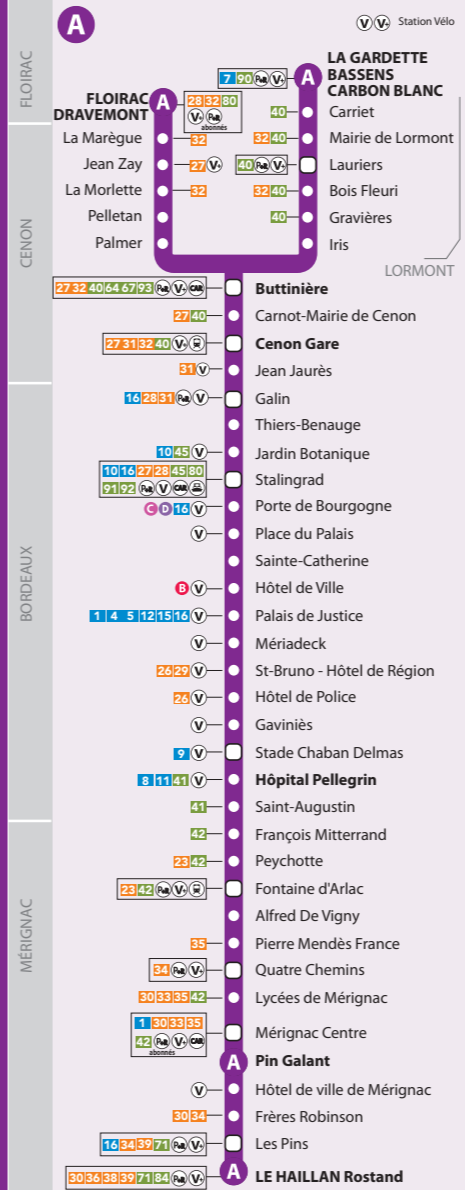 A
V V+ Station Vélo
FLOIRAC
CENON
BORDEAUX
MÉRIGNAC
FLOIRAC
DRAVEMONT
A
28 32 80
V+ P+R
abonnés
La Marègue
32
Jean Zay
27 V+
La Morlette
32
Pelletan
Palmer
7 90 P+R V+
A
LA GARDETTE
BASSENS
CARBON BLANC
40 Carriet
32 40 Mairie de Lormont
40 P+R V+ Lauriers
32 40 Bois Fleuri
40 Gravières
Iris
LORMONT
27 32 40 64 67 93 P+R V+ CAR Buttinière
27 40 Carnot-Mairie de Cenon
27 31 32 40 V+ Cenon Gare
31 V Jean Jaurès
16 28 31 P+R V Galin
Thiers-Benauge
10 45 V Jardin Botanique
10 16 27 28 45 80
91 92 P+R V CAR
Stalingrad
C D 16 V Porte de Bourgogne
V Place du Palais
Sainte-Catherine
B V Hôtel de Ville
1 4 5 12 15 16 V Palais de Justice
V Mériadeck
26 29 V St-Bruno - Hôtel de Région
26 V Hôtel de Police
V Gaviniès
9 V Stade Chaban Delmas
8 11 41 V Hôpital Pellegrin
41 Saint-Augustin
42 François Mitterrand
23 42 Peychotte
23 42 P+R V+ Fontaine d'Arlac
Alfred De Vigny
35 Pierre Mendès France
34 P+R V+ Quatre Chemins
30 33 35 42 Lycées de Mérignac
1 30 33 35
42 P+R V+ CAR
abonnés
Mérignac Centre
A Pin Galant
V Hôtel de ville de Mérignac
30 34 Frères Robinson
16 34 39 71 P+R V+ Les Pins
30 36 38 39 71 84 P+R V+ A LE HAILLAN Rostand